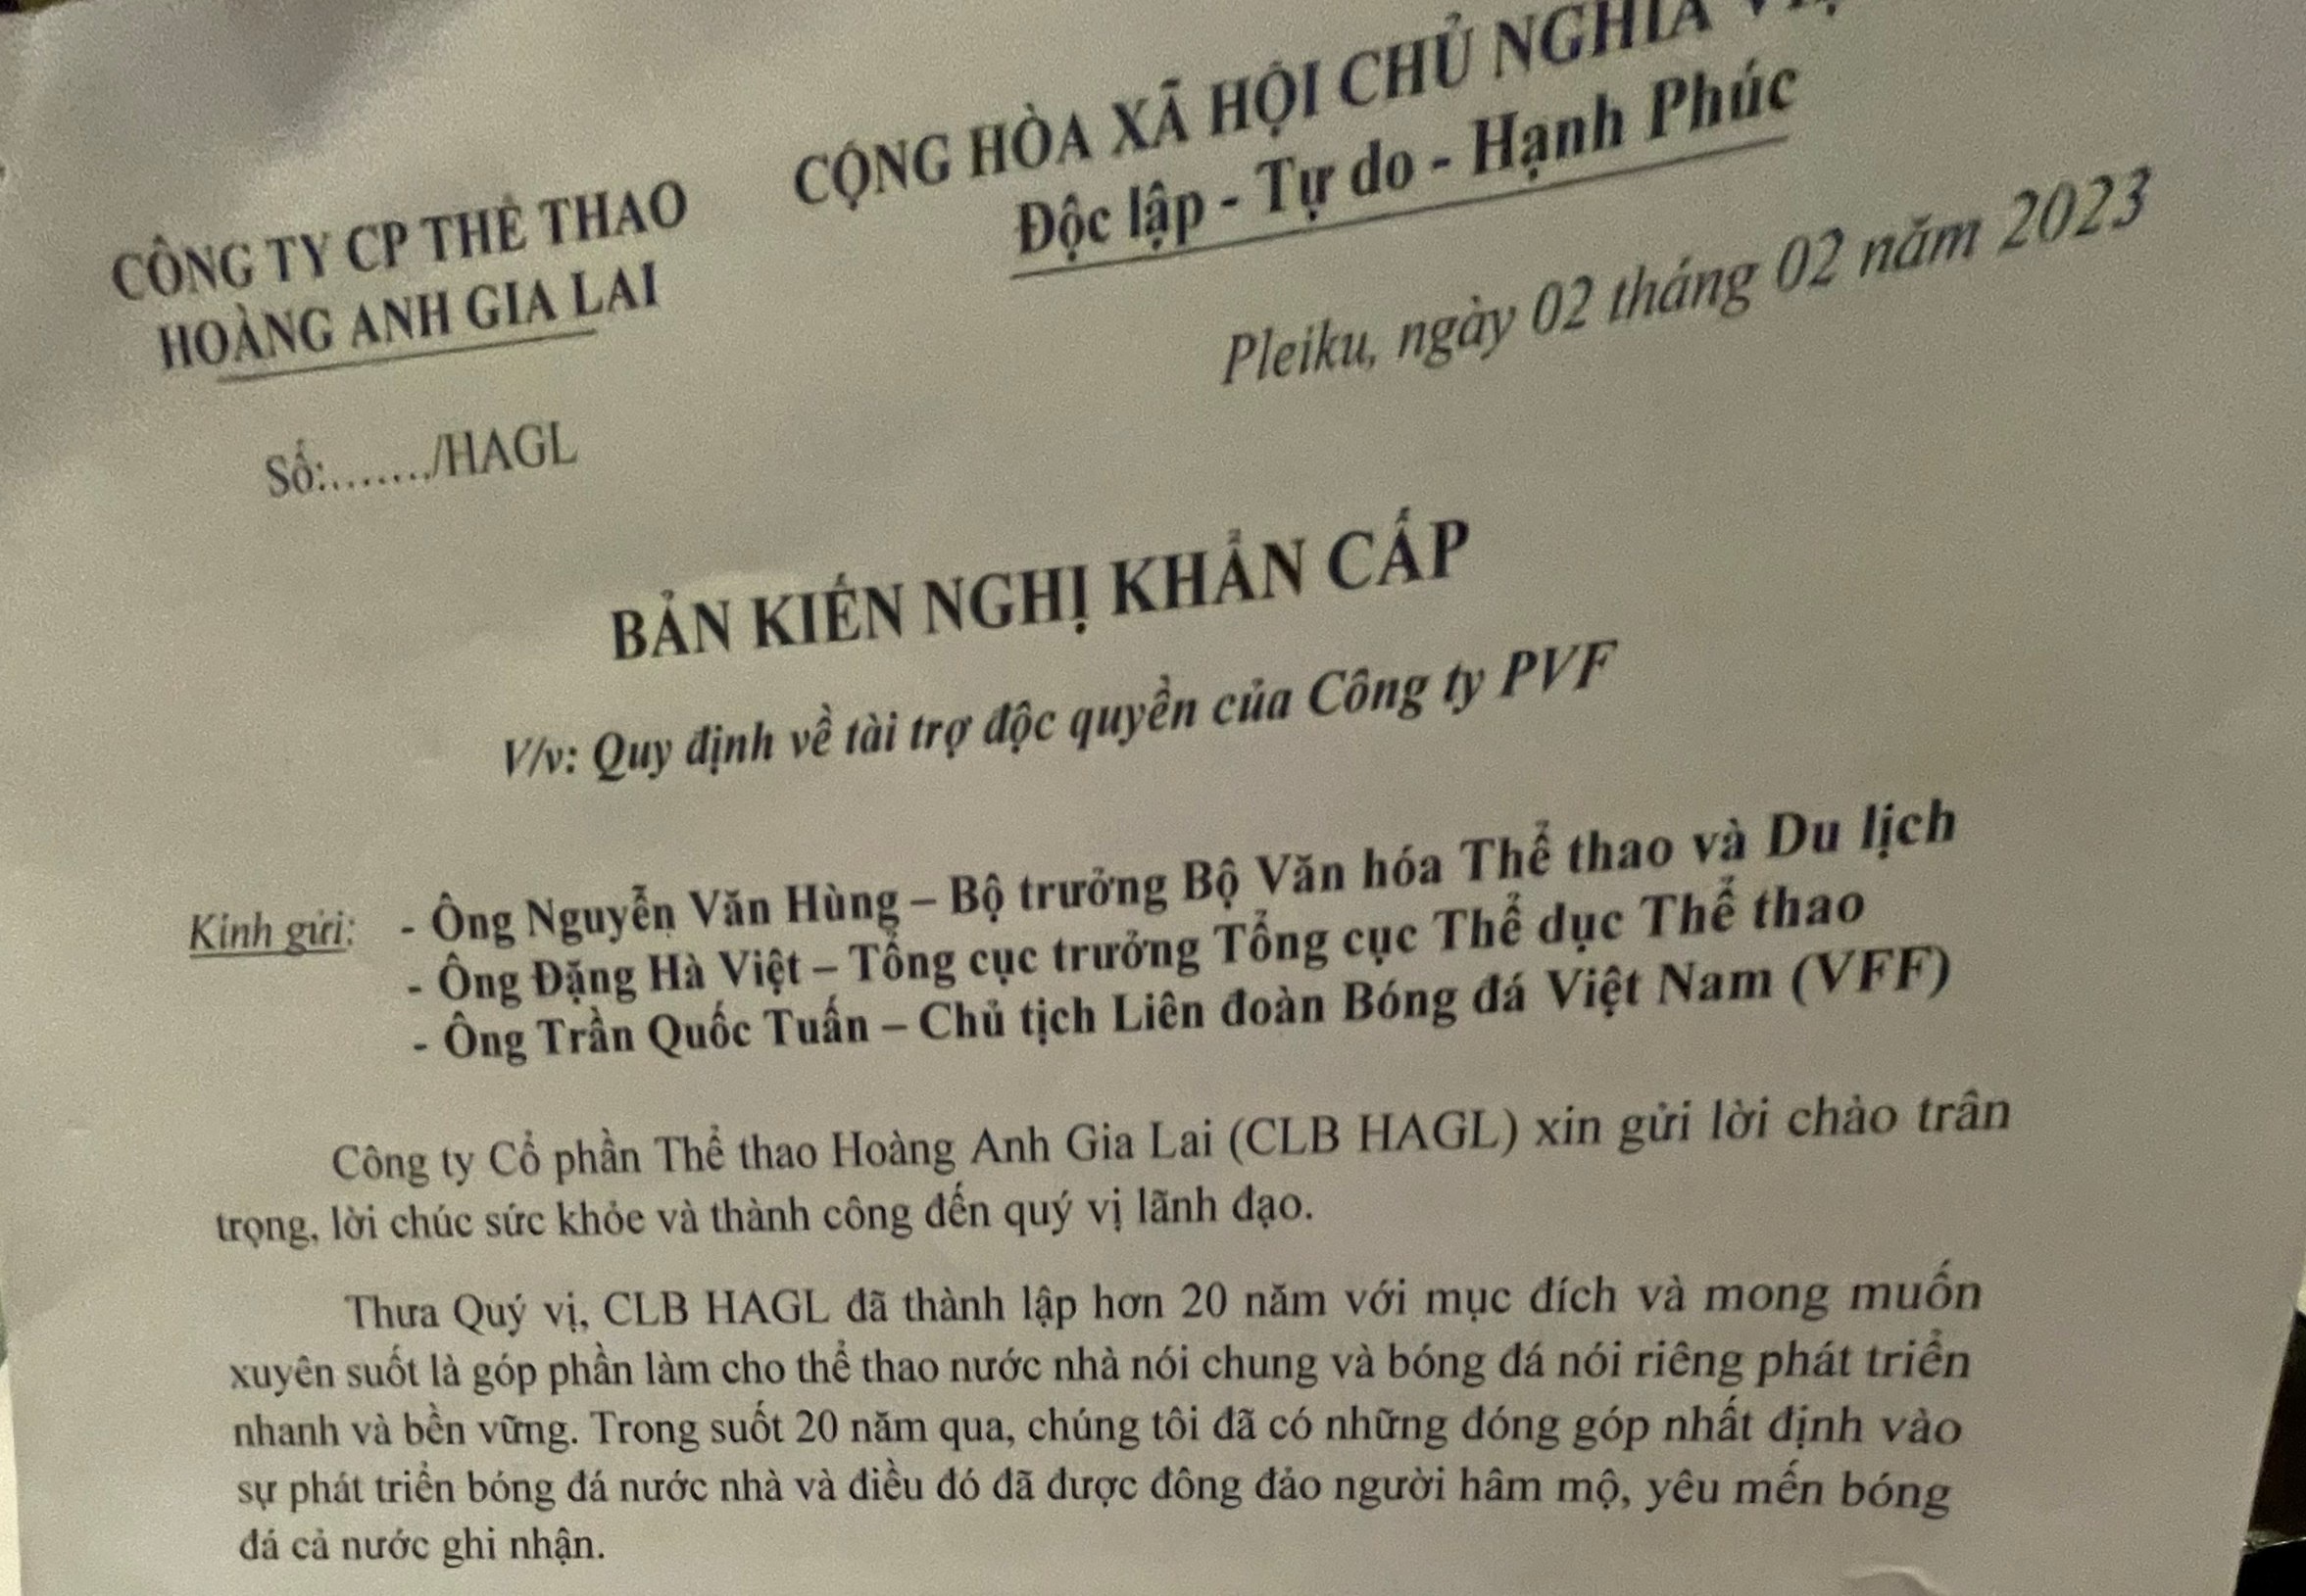 CÔNG TY CP THỂ THAO
HOÀNG ANH GIA LAI
Số:......./HAGL
CỘNG HÒA XÃ HỘI CHỦ NGHĨA
Độc lập - Tự do - Hạnh Phúc
Pleiku, ngày 02 tháng 02 năm 2023
BẢN KIẾN NGHỊ KHẨN CẤP
V/v: Quy định về tài trợ độc quyền của Công ty PVF
Kính gửi: - Ông Nguyễn Văn Hùng – Bộ trưởng Bộ Văn hóa Thể thao và Du lịch
- Ông Đặng Hà Việt – Tổng cục trưởng Tổng cục Thể dục Thể thao
- Ông Trần Quốc Tuấn – Chủ tịch Liên đoàn Bóng đá Việt Nam (VFF)
Công ty Cổ phần Thể thao Hoàng Anh Gia Lai (CLB HAGL) xin gửi lời chào trân
trọng, lời chúc sức khỏe và thành công đến quý vị lãnh đạo.
Thưa Quý vị, CLB HAGL đã thành lập hơn 20 năm với mục đích và mong muốn
xuyên suốt là góp phần làm cho thể thao nước nhà nói chung và bóng đá nói riêng phát triển
nhanh và bền vững. Trong suốt 20 năm qua, chúng tôi đã có những đóng góp nhất định vào
sự phát triển bóng đá nước nhà và điều đó đã được đông đảo người hâm mộ, yêu mến bóng
đá cả nước ghi nhận.